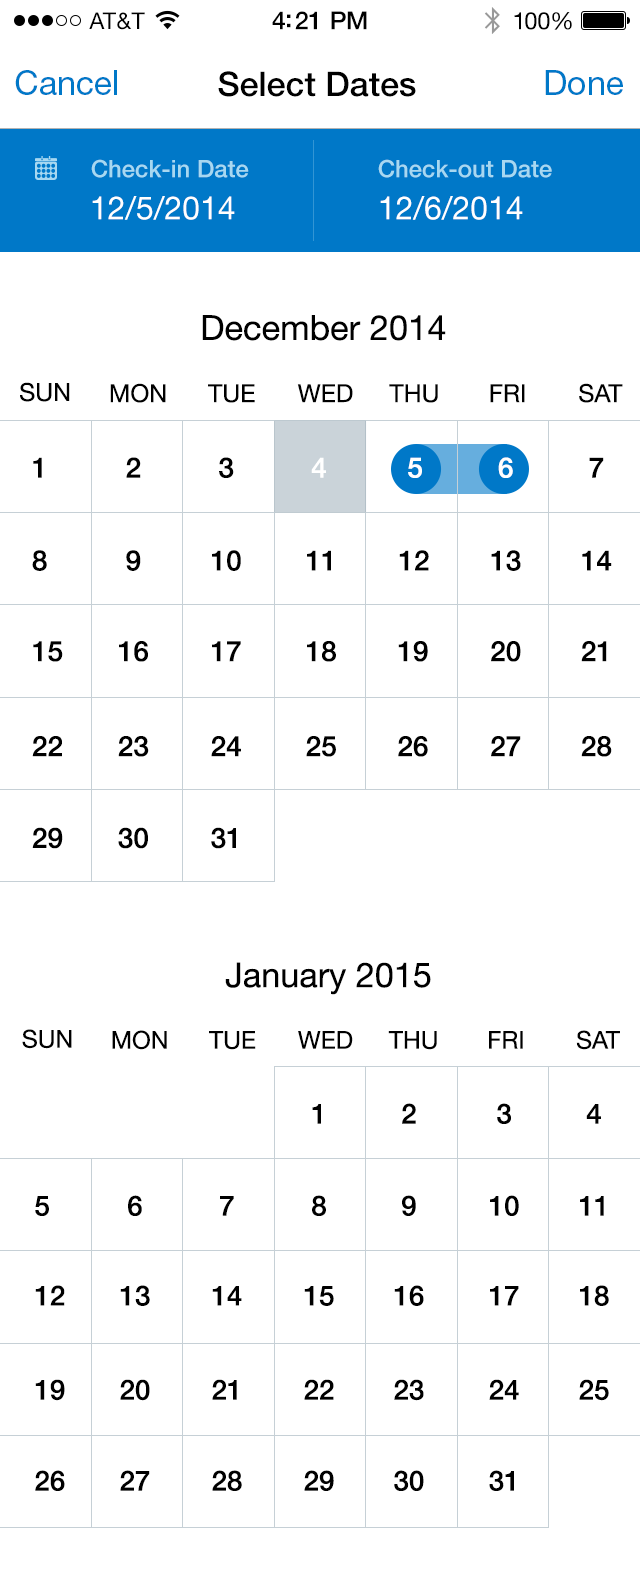 AT&T 4:21 PM 100%
Cancel Select Dates Done
Check-in Date Check-out Date
12/5/2014 12/6/2014
December 2014
SUN MON TUE WED THU FRI SAT
1 2 3 4 5 6 7
8 9 10 11 12 13 14
15 16 17 18 19 20 21
22 23 24 25 26 27 28
29 30 31
January 2015
SUN MON TUE WED THU FRI SAT
1 2 3 4
5 6 7 8 9 10 11
12 13 14 15 16 17 18
19 20 21 22 23 24 25
26 27 28 29 30 31